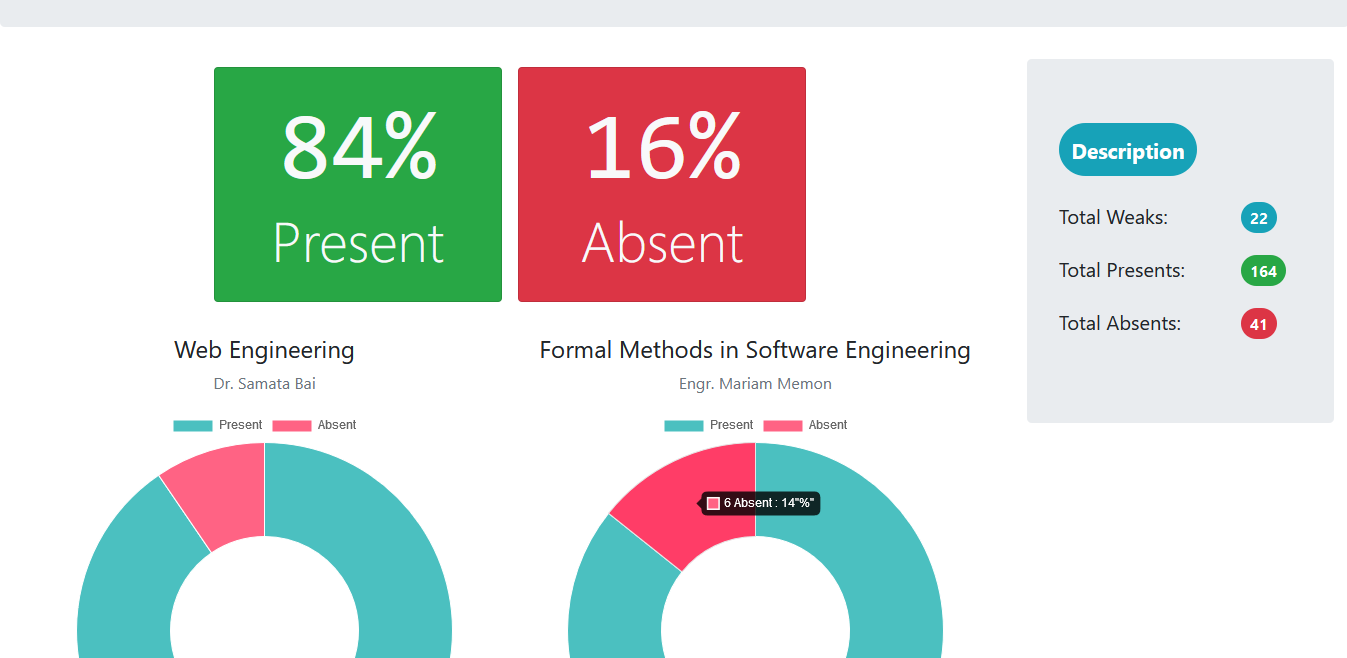 84%
Present
16%
Absent
Description
Total Weaks: 22
Total Presents: 164
Total Absents: 41
Web Engineering
Dr. Samata Bai
Present Absent
Formal Methods in Software Engineering
Engr. Mariam Memon
Present Absent
6 Absent : 14"%"